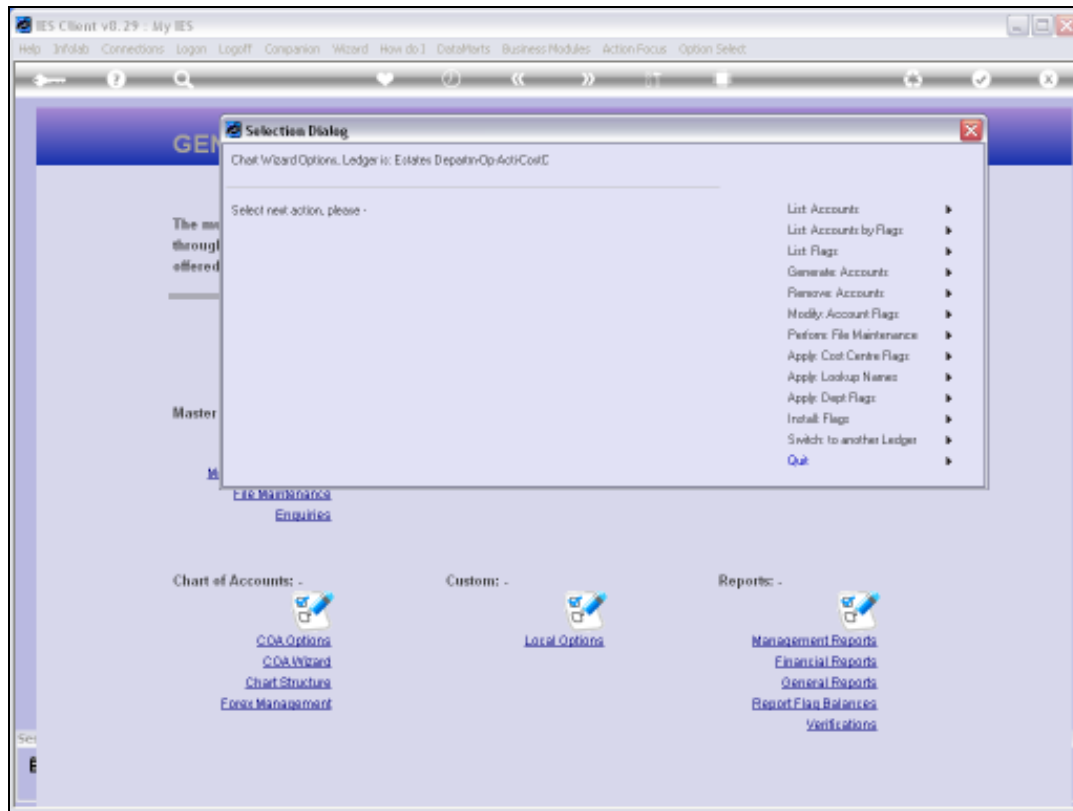 IES Client v8.29 : My IES
Help Infolab Connections Logon Logoff Companion Wizard How do I DataMarts Business Modules Action Focus Option Select
GEN
Selection Dialog
Chart Wizard Options, Ledger is: Estates Departm-Op-Acti-CostC
Select next action, please -
List: Accounts
List: Accounts by Flags
List: Flags
Generate: Accounts
Remove: Accounts
Modify: Account Flags
Perform: File Maintenance
Apply: Cost Centre Flags
Apply: Lookup Names
Apply: Dept Flags
Install: Flags
Switch: to another Ledger
Quit
The
through
offered
Master
M
File Maintenance
Enquiries
Chart of Accounts: -
Custom: -
Reports: -
COA Options
COA Wizard
Chart Structure
Forex Management
Local Options
Management Reports
Financial Reports
General Reports
Report Flag Balances
Verifications
Ses